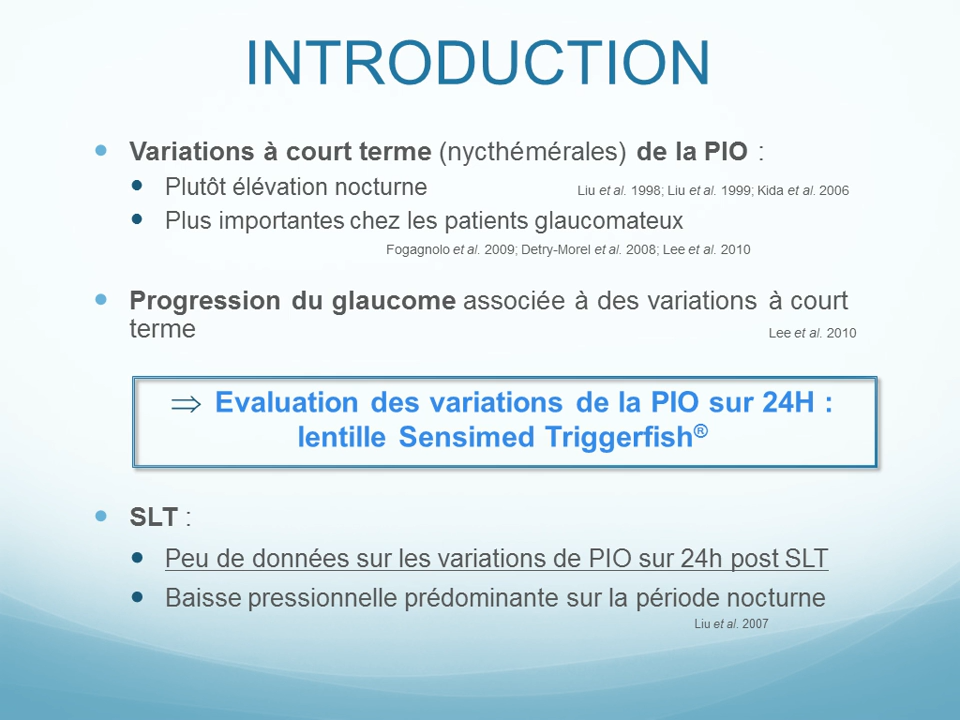 INTRODUCTION
Variations à court terme (nycthémérales) de la PIO :
Plutôt élévation nocturne Liu et al. 1998; Liu et al. 1999; Kida et al. 2006
Plus importantes chez les patients glaucomateux
Fogagnolo et al. 2009; Detry-Morel et al. 2008; Lee et al. 2010
Progression du glaucome associée à des variations à court
terme Lee et al. 2010
⇒ Evaluation des variations de la PIO sur 24H :
lentille Sensimed Triggerfish®
SLT :
Peu de données sur les variations de PIO sur 24h post SLT
Baisse pressionnelle prédominante sur la période nocturne
Liu et al. 2007